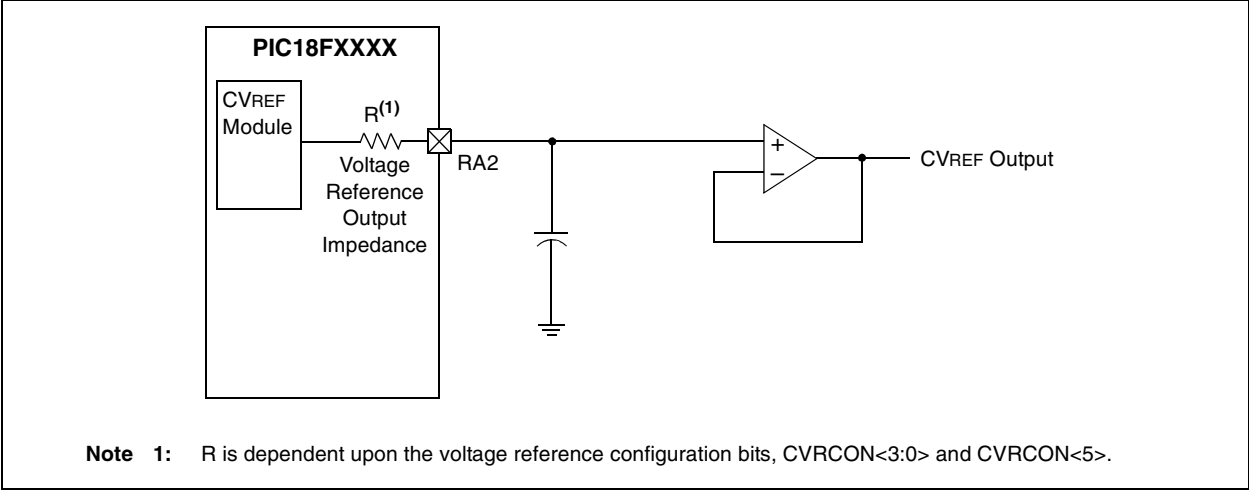 PIC18FXXXX
CVREF
Module
R(1)
Voltage
Reference
Output
Impedance
RA2
+
–
CVREF Output
Note 1: R is dependent upon the voltage reference configuration bits, CVRCON<3:0> and CVRCON<5>.